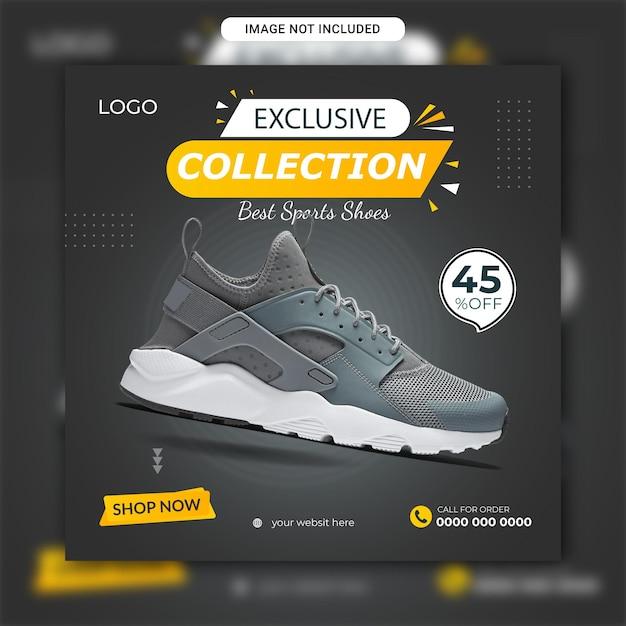 IMAGE NOT INCLUDED
LOGO
EXCLUSIVE
COLLECTION
Best Sports Shoes
45
%OFF
SHOP NOW
your websit here
CALL FOR ORDER
0000 000 0000